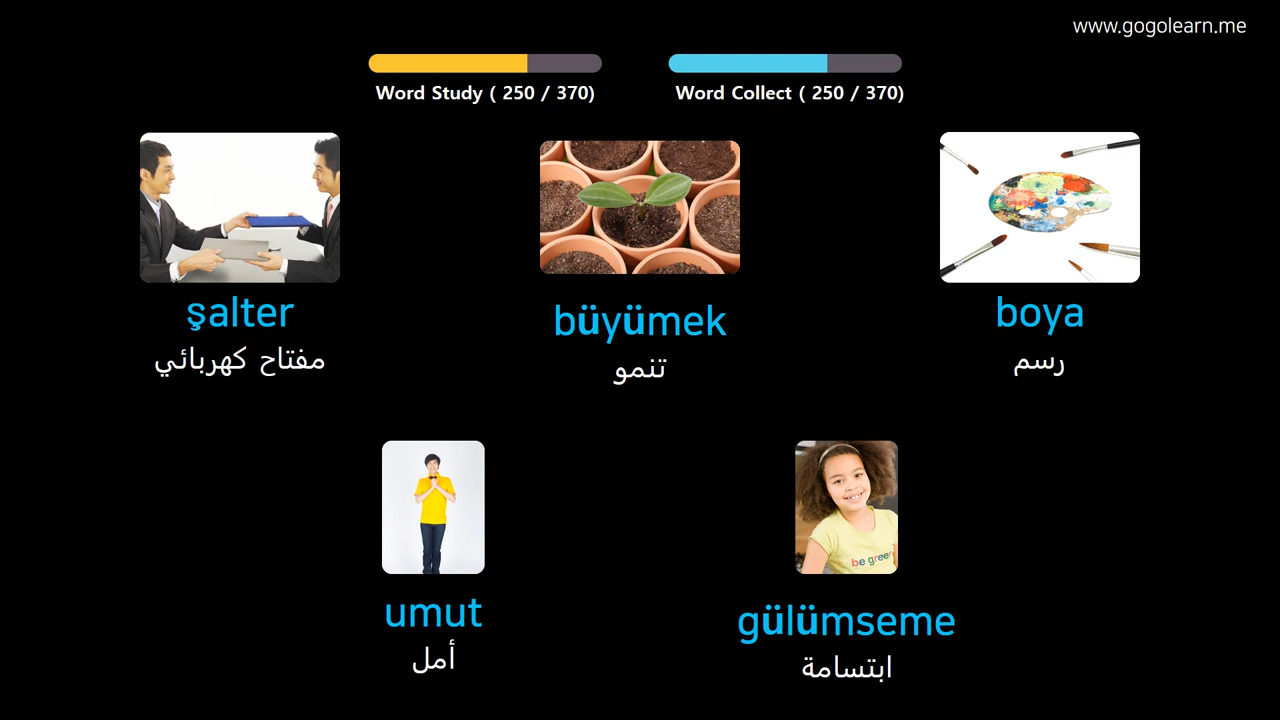 www.gogolearn.me
Word Study ( 250 / 370)
Word Collect ( 250 / 370)
şalter
مفتاح كهربائي
büyümek
تنمو
boya
رسم
be green
umut
أمل
gülümseme
ابتسامة